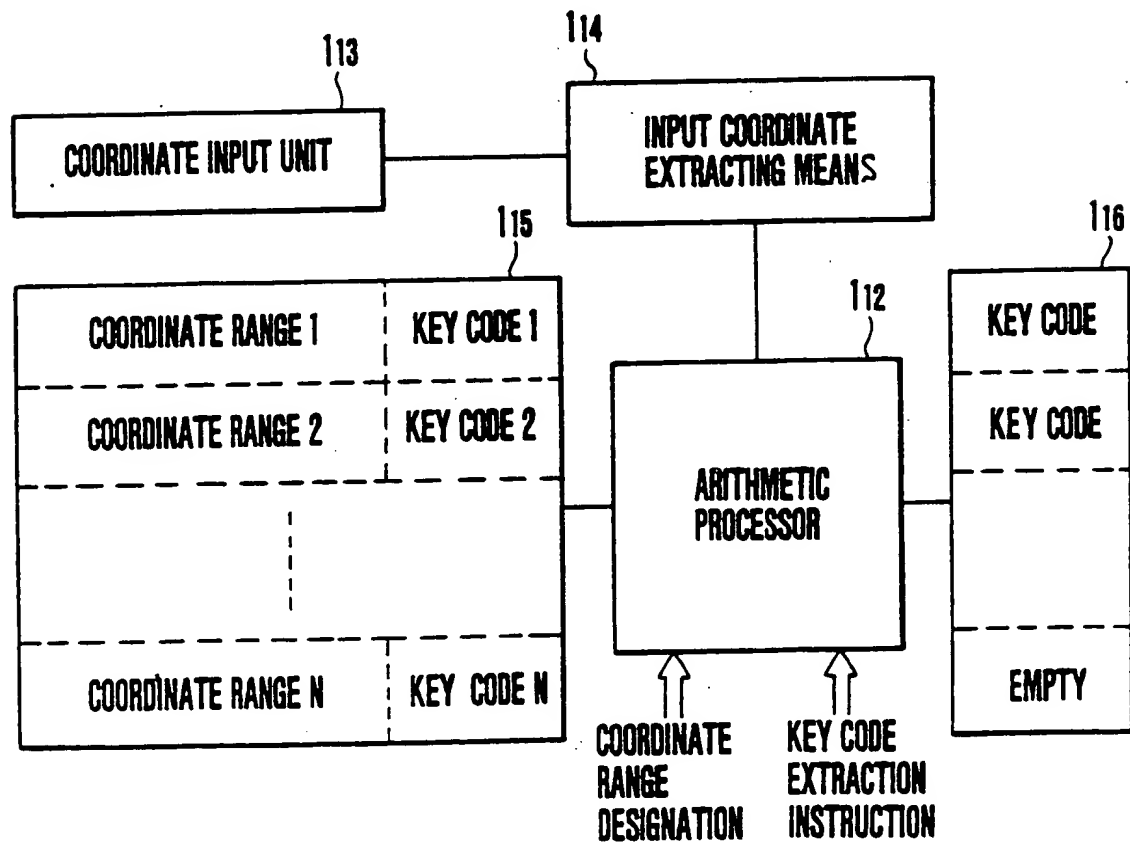 113
114
COORDINATE INPUT UNIT
INPUT COORDINATE
EXTRACTING MEANS
115
116
COORDINATE RANGE 1
KEY CODE 1
112
KEY CODE
COORDINATE RANGE 2
KEY CODE 2
KEY CODE
ARITHMETIC
PROCESSOR
COORDINATE RANGE N
KEY CODE N
EMPTY
COORDINATE
RANGE
DESIGNATION
KEY CODE
EXTRACTION
INSTRUCTION